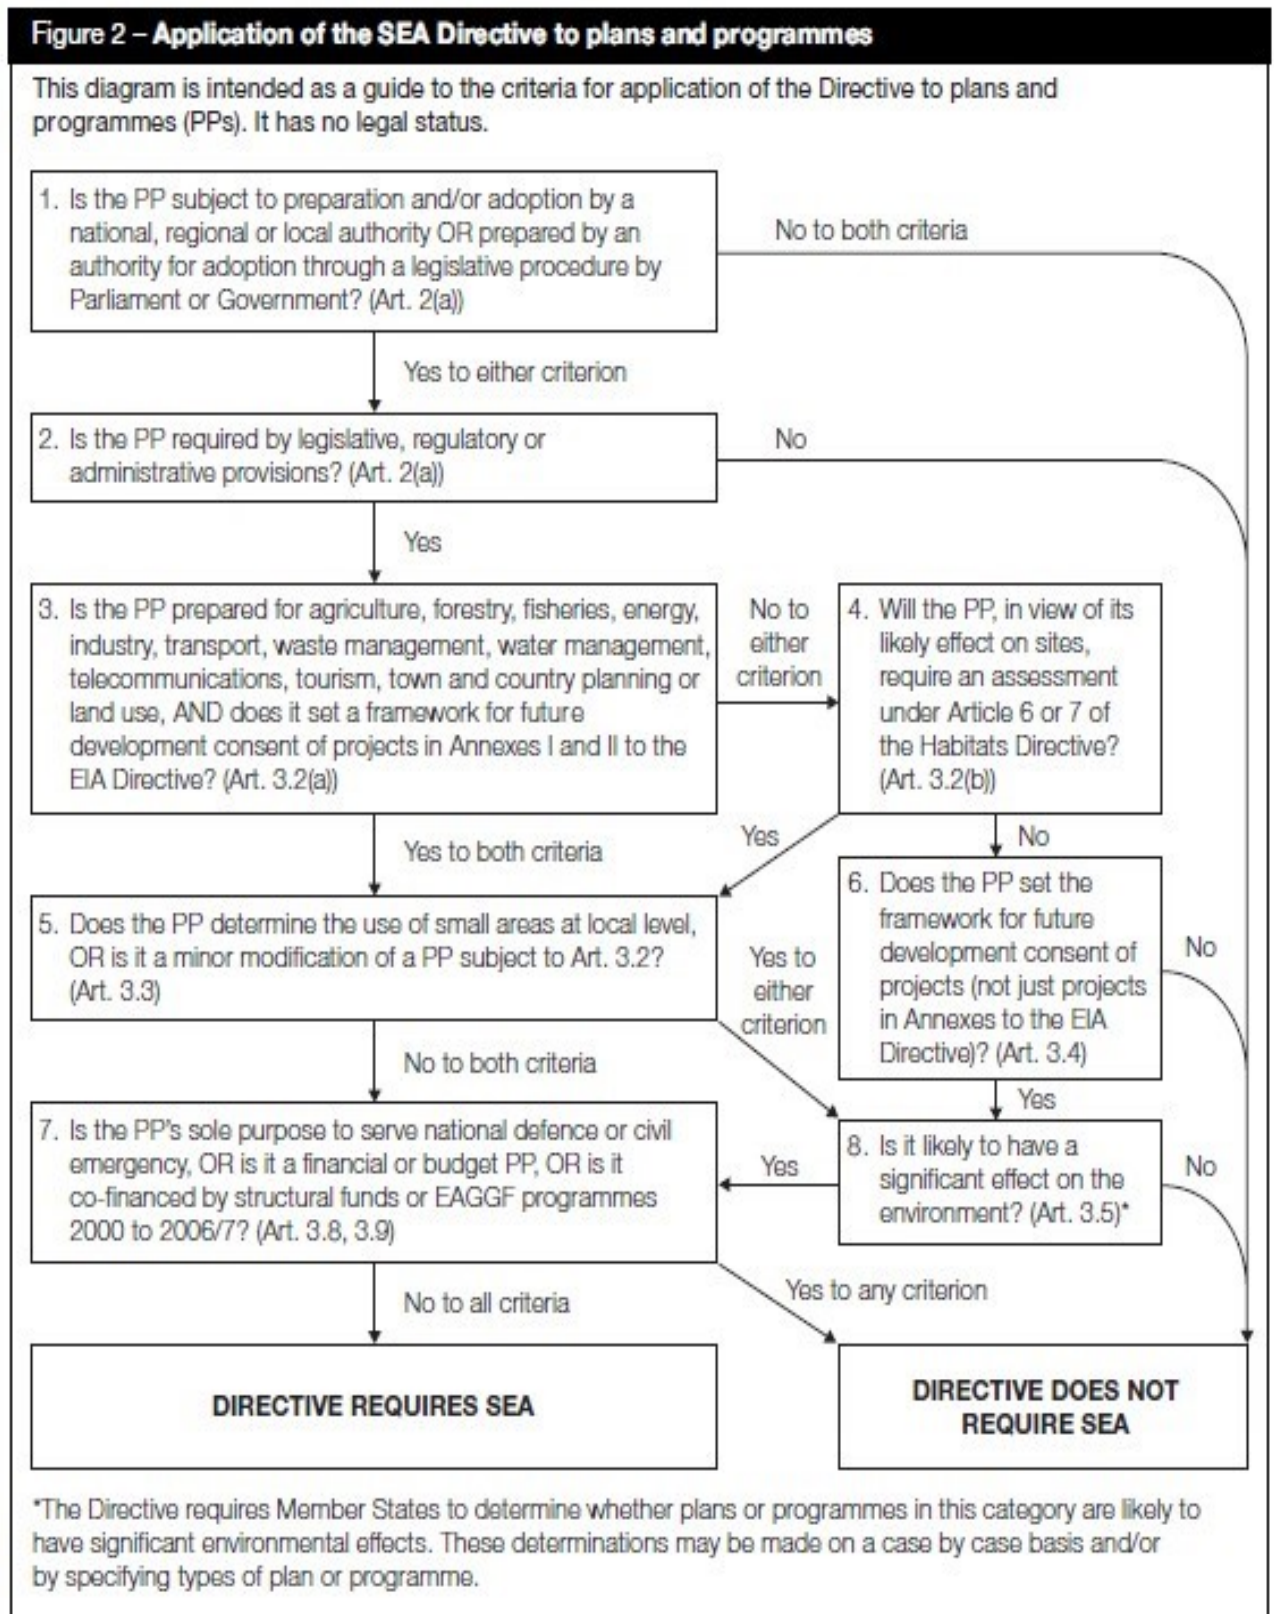 Figure 2 – Application of the SEA Directive to plans and programmes
This diagram is intended as a guide to the criteria for application of the Directive to plans and
programmes (PPs). It has no legal status.
1. Is the PP subject to preparation and/or adoption by a
national, regional or local authority OR prepared by an
authority for adoption through a legislative procedure by
Parliament or Government? (Art. 2(a))
No to both criteria
Yes to either criterion
2. Is the PP required by legislative, regulatory or
administrative provisions? (Art. 2(a))
No
Yes
3. Is the PP prepared for agriculture, forestry, fisheries, energy,
industry, transport, waste management, water management,
telecommunications, tourism, town and country planning or
land use, AND does it set a framework for future
development consent of projects in Annexes I and II to the
EIA Directive? (Art. 3.2(a))
No to
either
criterion
4. Will the PP, in view of its
likely effect on sites,
require an assessment
under Article 6 or 7 of
the Habitats Directive?
(Art. 3.2(b))
Yes to both criteria
Yes
No
5. Does the PP determine the use of small areas at local level,
OR is it a minor modification of a PP subject to Art. 3.2?
(Art. 3.3)
Yes to
either
criterion
6. Does the PP set the
framework for future
development consent of
projects (not just projects
in Annexes to the EIA
Directive)? (Art. 3.4)
No
No to both criteria
Yes
7. Is the PP's sole purpose to serve national defence or civil
emergency, OR is it a financial or budget PP, OR is it
co-financed by structural funds or EAGGF programmes
2000 to 2006/7? (Art. 3.8, 3.9)
Yes
8. Is it likely to have a
significant effect on the
environment? (Art. 3.5)*
No
No to all criteria
Yes to any criterion
DIRECTIVE REQUIRES SEA
DIRECTIVE DOES NOT
REQUIRE SEA
*The Directive requires Member States to determine whether plans or programmes in this category are likely to
have significant environmental effects. These determinations may be made on a case by case basis and/or
by specifying types of plan or programme.